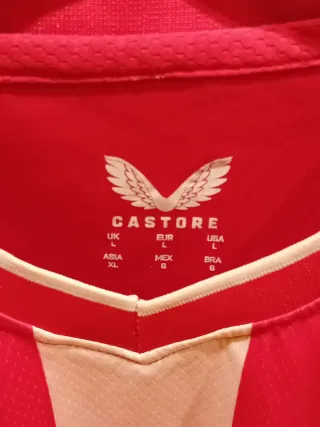 CASTORE
UK EUR USA
L L L
ASIA MEX BRA
XL G G